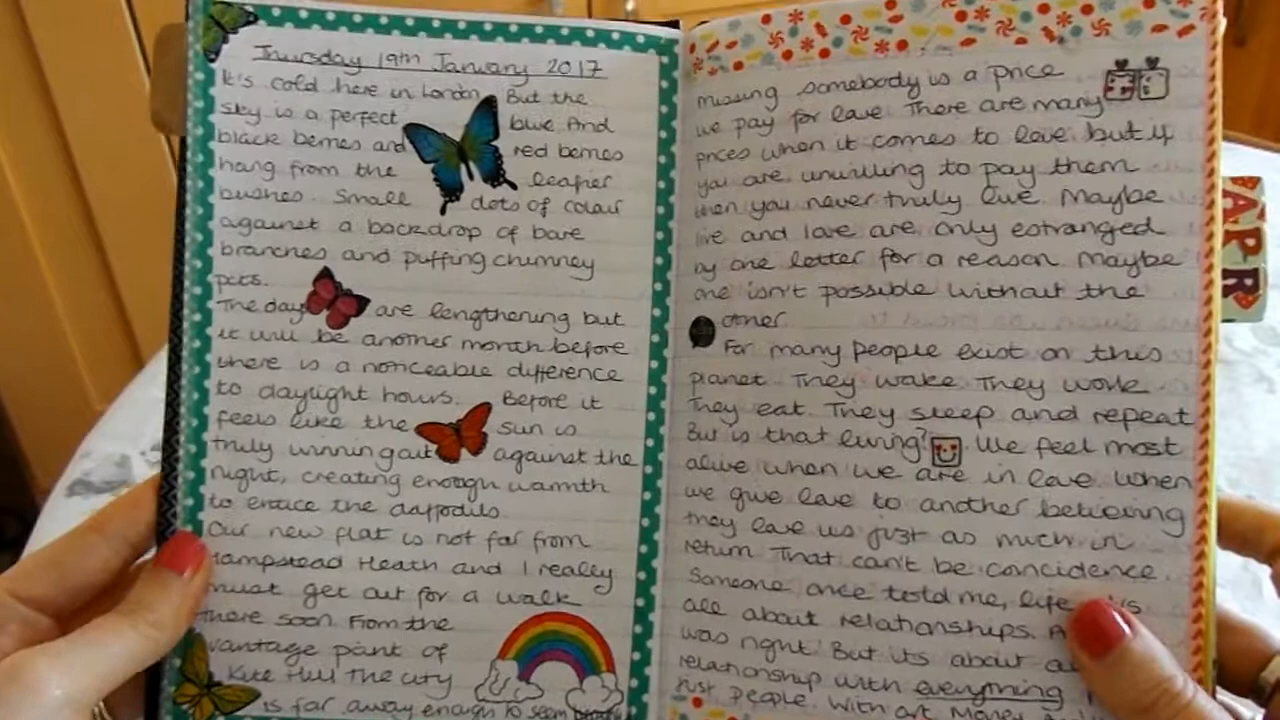 Thursday 19th January 2017
It's cold here in London. But the
sky is a perfect blue. And
black berries and red berries
hang from the leafier
bushes. Small dots of colour
against a backdrop of bare
branches and puffing chimney
pots.
The days are lengthening but
it will be another month before
there is a noticeable difference
to daylight hours. Before it
feels like the sun is
truly winning out against the
night, creating enough warmth
to entice the daffodils.
Our new flat is not far from
Hampstead Heath and I really
must get out for a walk
there soon. From the
vantage point of
Kite Hill the city
is far away enough to seem
missing somebody is a price
we pay for love. There are many
prices when it comes to love but if
you are unwilling to pay them
then you never truly live. Maybe
live and love are only estranged
by one letter for a reason. Maybe
one isn't possible without the
other.
For many people exist on this
planet. They wake. They work.
They eat. They sleep and repeat.
But is that living? We feel most
alive when we are in love. When
we give love to another believing
they love us just as much in
return. That can't be concidence.
Someone once told me, life is
all about relationships.
was right. But its about
relationship with everything
just people. With art. Money
ARR